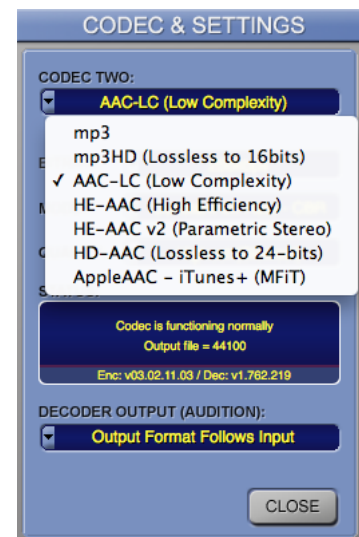 CODEC & SETTINGS
CODEC TWO:
AAC-LC (Low Complexity)
mp3
mp3HD (Lossless to 16bits)
✓ AAC-LC (Low Complexity)
HE-AAC (High Efficiency)
HE-AAC v2 (Parametric Stereo)
HD-AAC (Lossless to 24-bits)
AppleAAC – iTunes+ (MFiT)
Codec is functioning normally
Output file = 44100
Enc: v03.02.11.03 / Dec: v1.762.219
DECODER OUTPUT (AUDITION):
Output Format Follows Input
CLOSE